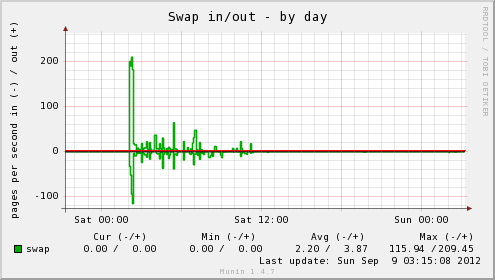 Swap in/out - by day
RRDTOOL / TOBI OETIKER
pages per second in (-) / out (+)
200
100
0
-100
Sat 00:00 Sat 12:00 Sun 00:00
Cur (-/+) Min (-/+) Avg (-/+) Max (-/+)
swap 0.00 / 0.00 0.00 / 0.00 2.20 / 3.87 115.94 /209.45
Last update: Sun Sep 9 03:15:08 2012
Munin 1.4.7